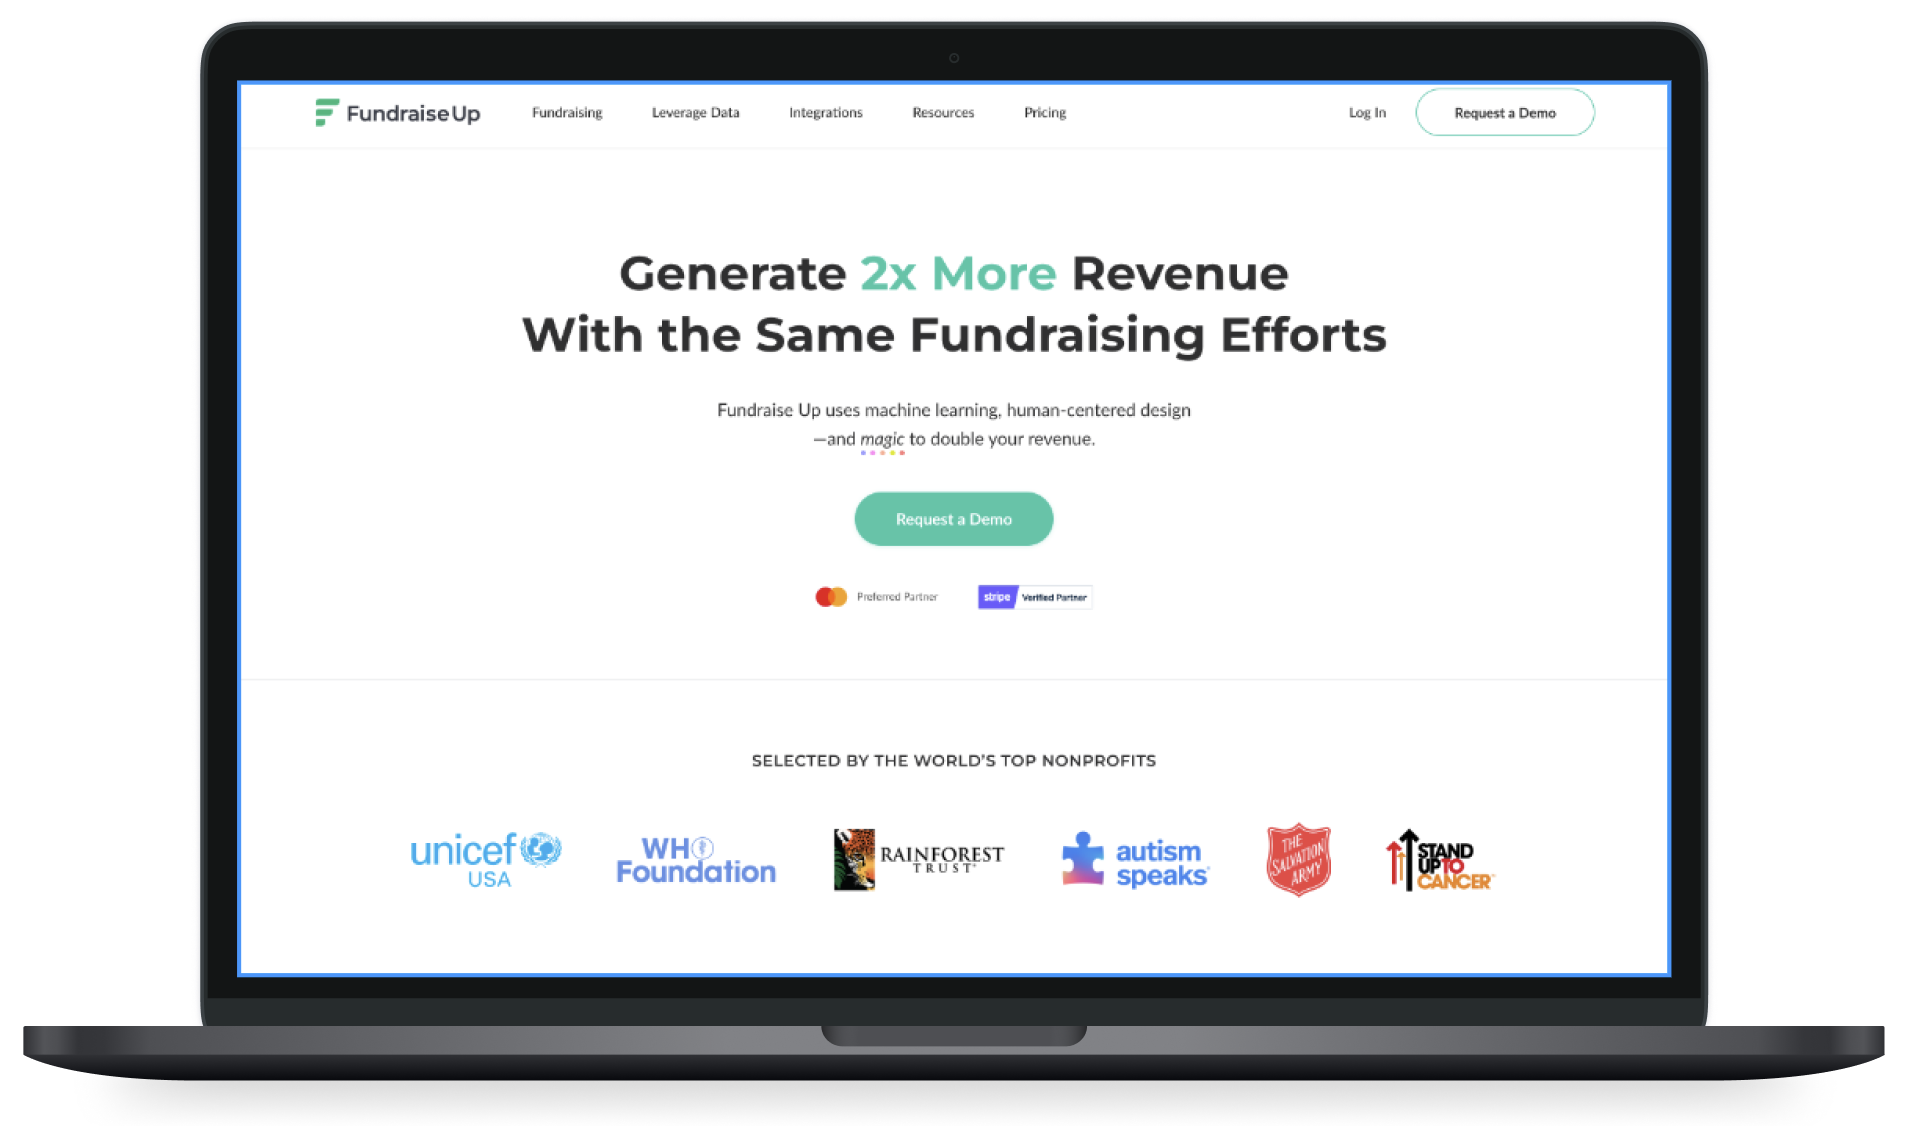 Fundraise Up
Fundraising
Leverage Data
Integrations
Resources
Pricing
Log In
Request a Demo
Generate 2x More Revenue
With the Same Fundraising Efforts
Fundraise Up uses machine learning, human-centered design
—and magic to double your revenue.
Request a Demo
Preferred Partner
stripe Verified Partner
SELECTED BY THE WORLD'S TOP NONPROFITS
unicef
USA
WHO
Foundation
RAINFOREST
TRUST
autism
speaks
THE
SALVATION
ARMY
STAND
UP TO
CANCER